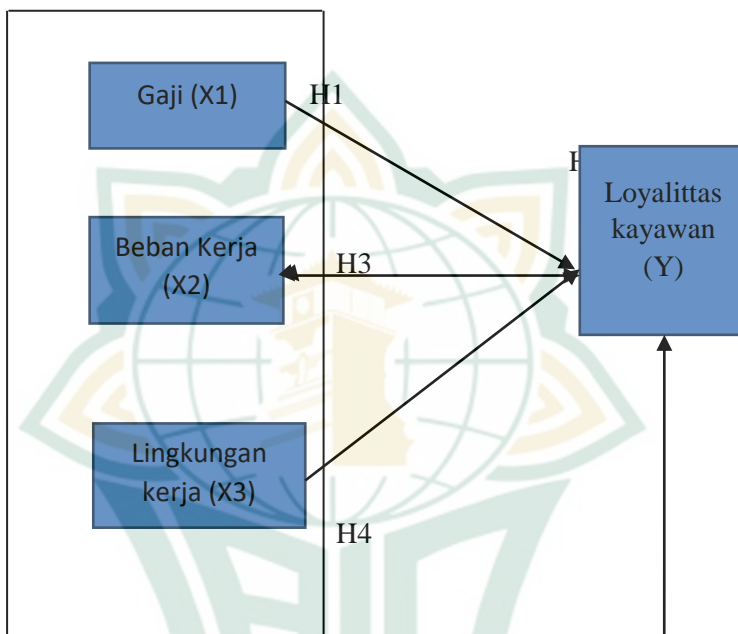 Gaji (X1)
H1
H
Loyalittas
kayawan
(Y)
Beban Kerja
(X2)
H3
Lingkungan
kerja (X3)
H4